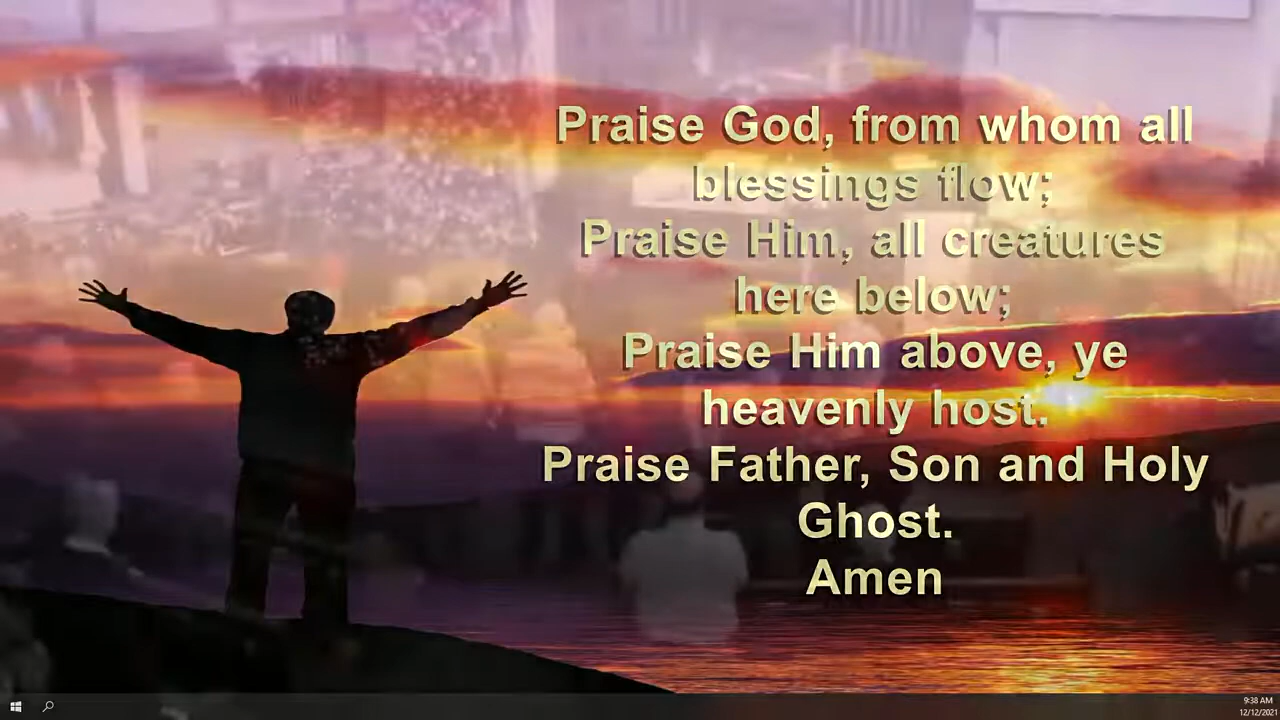 Praise God, from whom all
blessings flow;
Praise Him, all creatures
here below;
Praise Him above, ye
heavenly host.
Praise Father, Son and Holy
Ghost.
Amen
9:38 AM
12/12/2021